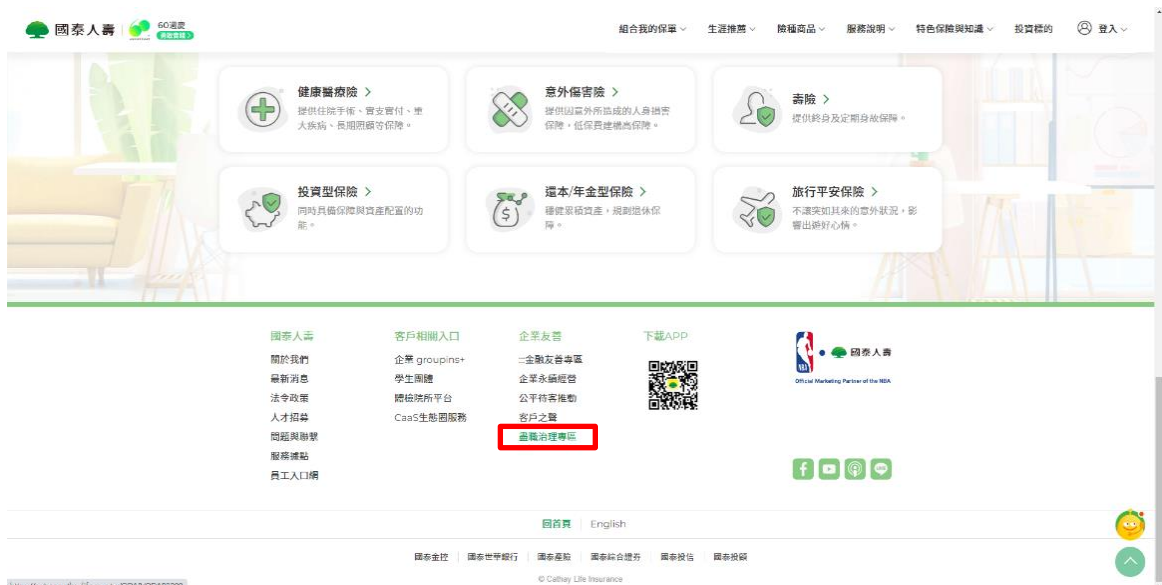 國泰人壽
60週年
組合我的保單
生涯推薦
險種商品
服務說明
特色保險與知識
投資標的
登入
健康醫療險
提供住院手術、實支實付、重
大疾病、長期照顧等保障。
意外傷害險
提供因意外所造成的人身損害
保障，低保費建構高保障。
壽險
提供終身及定期身故保障。
投資型保險
同時具備保障與資產配置的功
能。
還本/年金型保險
穩健累積資產，規劃退休保
障。
旅行平安保險
不讓突如其來的意外狀況，影
響出遊好心情。
國泰人壽
關於我們
最新消息
法令政策
人才招募
問題與聯繫
服務據點
員工入口網
客戶相關入口
企業 groupins+
學生團體
體檢院所平台
CaaS生態圈服務
企業友善
:::金融友善專區
企業永續經營
公平待客推動
客戶之聲
盡職治理專區
下載APP
國泰人壽
Official Marketing Partner of the NBA
回首頁
English
國泰金控
國泰世華銀行
國泰產險
國泰綜合證券
國泰投信
國泰投顧
© Cathay Life Insurance